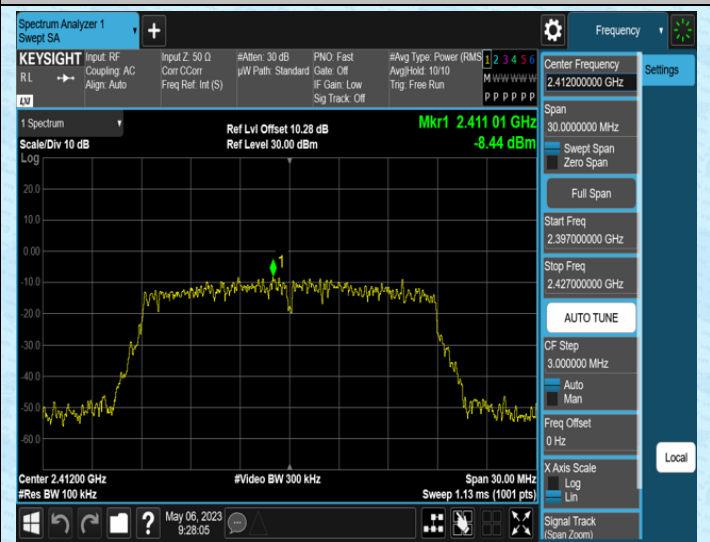 Spectrum Analyzer 1
Swept SA
+
Frequency
KEYSIGHT
RL
LXI
Input: RF
Coupling: AC
Align: Auto
Input Z: 50 Ω
Corr CCorr
Freq Ref: Int (S)
#Atten: 30 dB
µW Path: Standard
PNO: Fast
Gate: Off
IF Gain: Low
Sig Track: Off
#Avg Type: Power (RMS
Avg|Hold: 10/10
Trig: Free Run
1 2 3 4 5 6
M W W W W W
P P P P P P
1 Spectrum
Scale/Div 10 dB
Log
Ref Lvl Offset 10.28 dB
Ref Level 30.00 dBm
Mkr1 2.411 01 GHz
-8.44 dBm
20.0
10.0
0.00
-10.0
-20.0
-30.0
-40.0
-50.0
-60.0
1
Center 2.41200 GHz
#Res BW 100 kHz
#Video BW 300 kHz
Span 30.00 MHz
Sweep 1.13 ms (1001 pts)
Center Frequency
2.412000000 GHz
Settings
Span
30.0000000 MHz
Swept Span
Zero Span
Full Span
Start Freq
2.397000000 GHz
Stop Freq
2.427000000 GHz
AUTO TUNE
CF Step
3.000000 MHz
Auto
Man
Freq Offset
0 Hz
X Axis Scale
Log
Lin
Signal Track
(Span Zoom)
Local
?
May 06, 2023
9:28:05